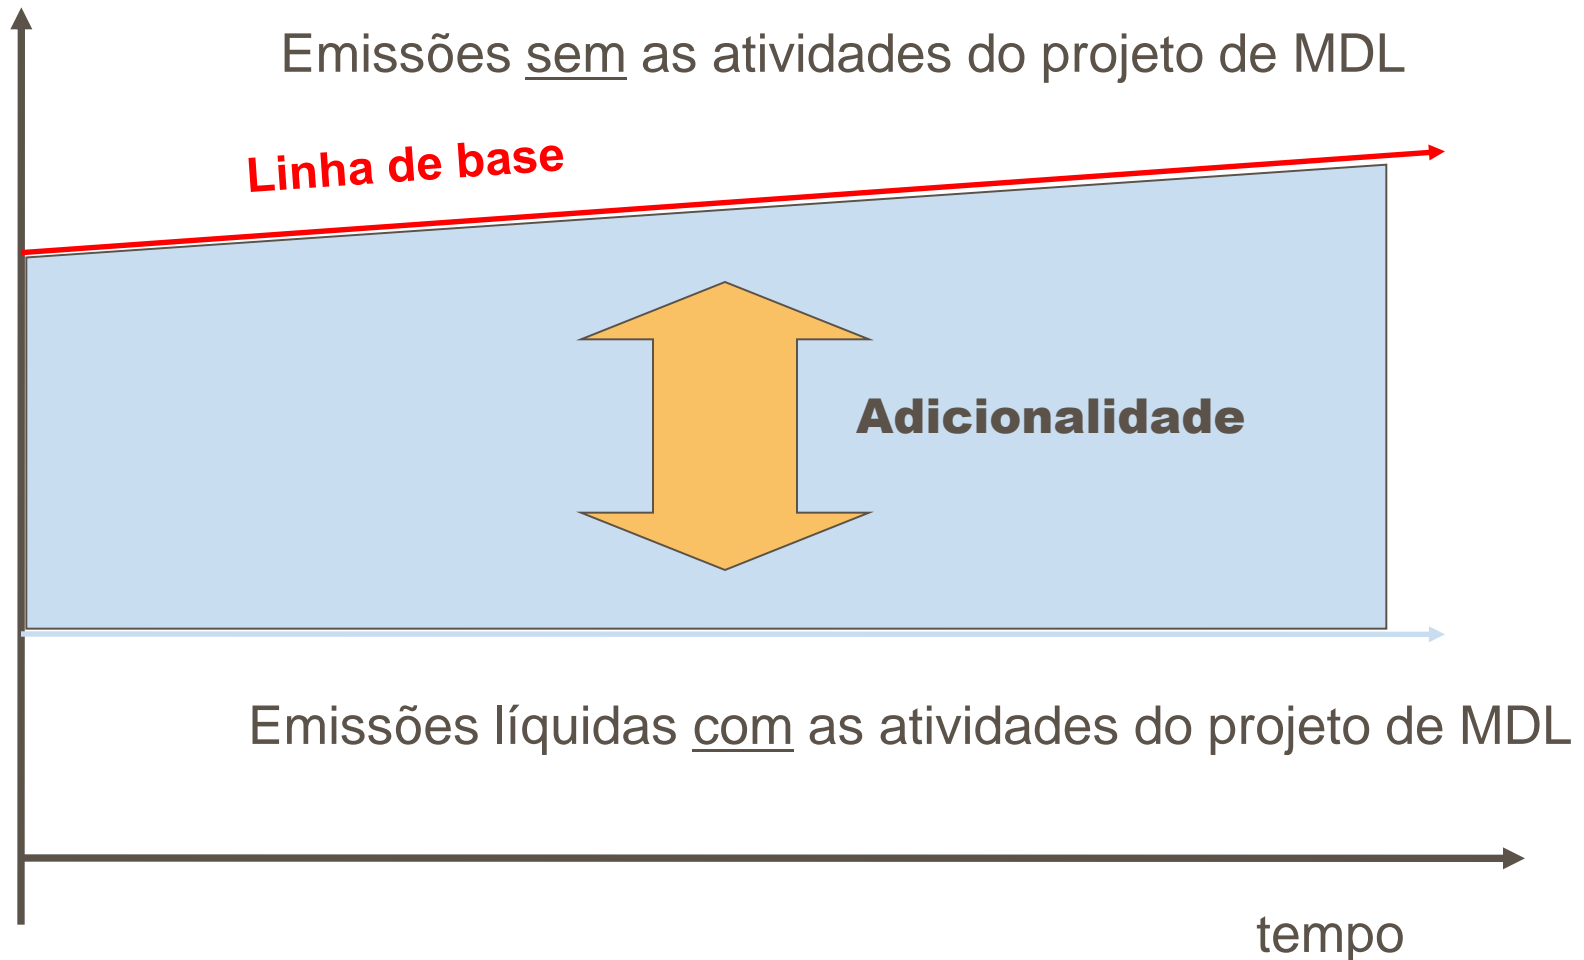 Emissões sem as atividades do projeto de MDL
Linha de base
Adicionalidade
Emissões líquidas com as atividades do projeto de MDL
tempo